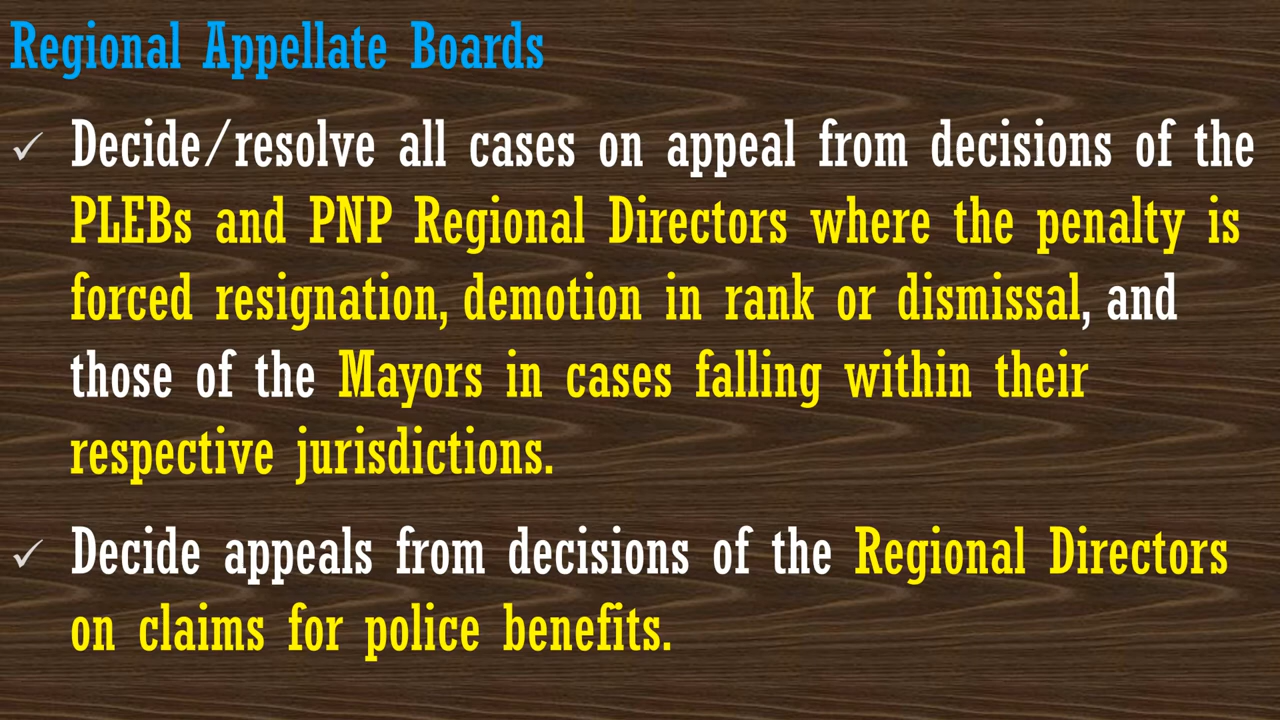 Regional Appellate Boards
✓ Decide/resolve all cases on appeal from decisions of the
PLEBs and PNP Regional Directors where the penalty is
forced resignation, demotion in rank or dismissal, and
those of the Mayors in cases falling within their
respective jurisdictions.
✓ Decide appeals from decisions of the Regional Directors
on claims for police benefits.